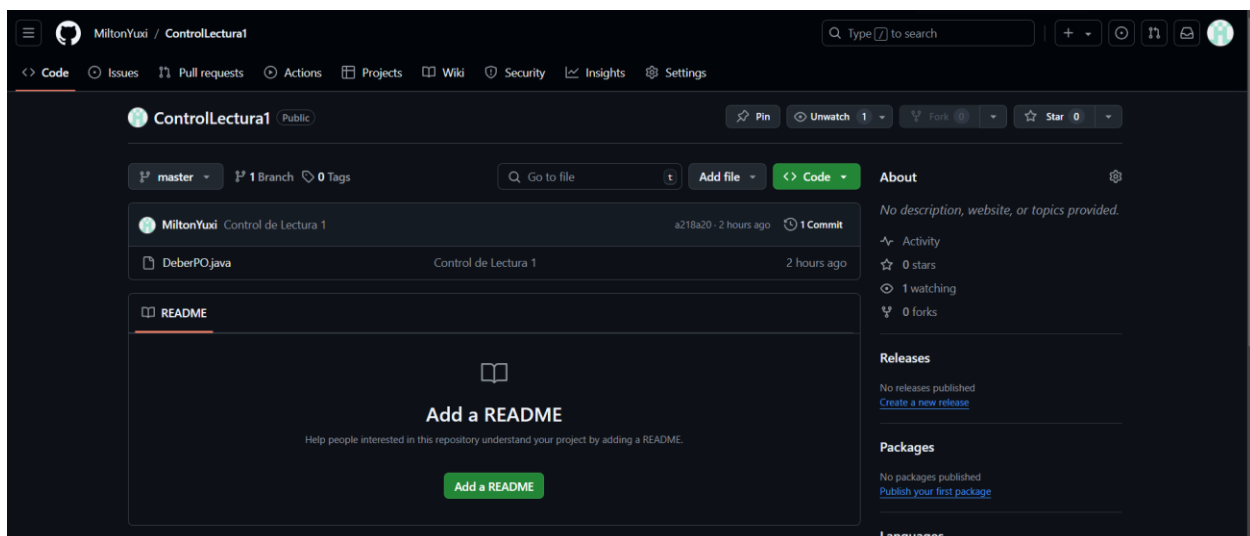 MiltonYuxi / ControlLectura1
Type / to search
Code Issues Pull requests Actions Projects Wiki Security Insights Settings
ControlLectura1 Public
Pin Unwatch 1 Fork 0 Star 0
master 1 Branch 0 Tags Go to file t Add file Code
MiltonYuxi Control de Lectura 1 a218a20 · 2 hours ago 1 Commit
DeberPO.java Control de Lectura 1 2 hours ago
README
Add a README
Help people interested in this repository understand your project by adding a README.
Add a README
About
No description, website, or topics provided.
Activity
0 stars
1 watching
0 forks
Releases
No releases published
Create a new release
Packages
No packages published
Publish your first package
Languages